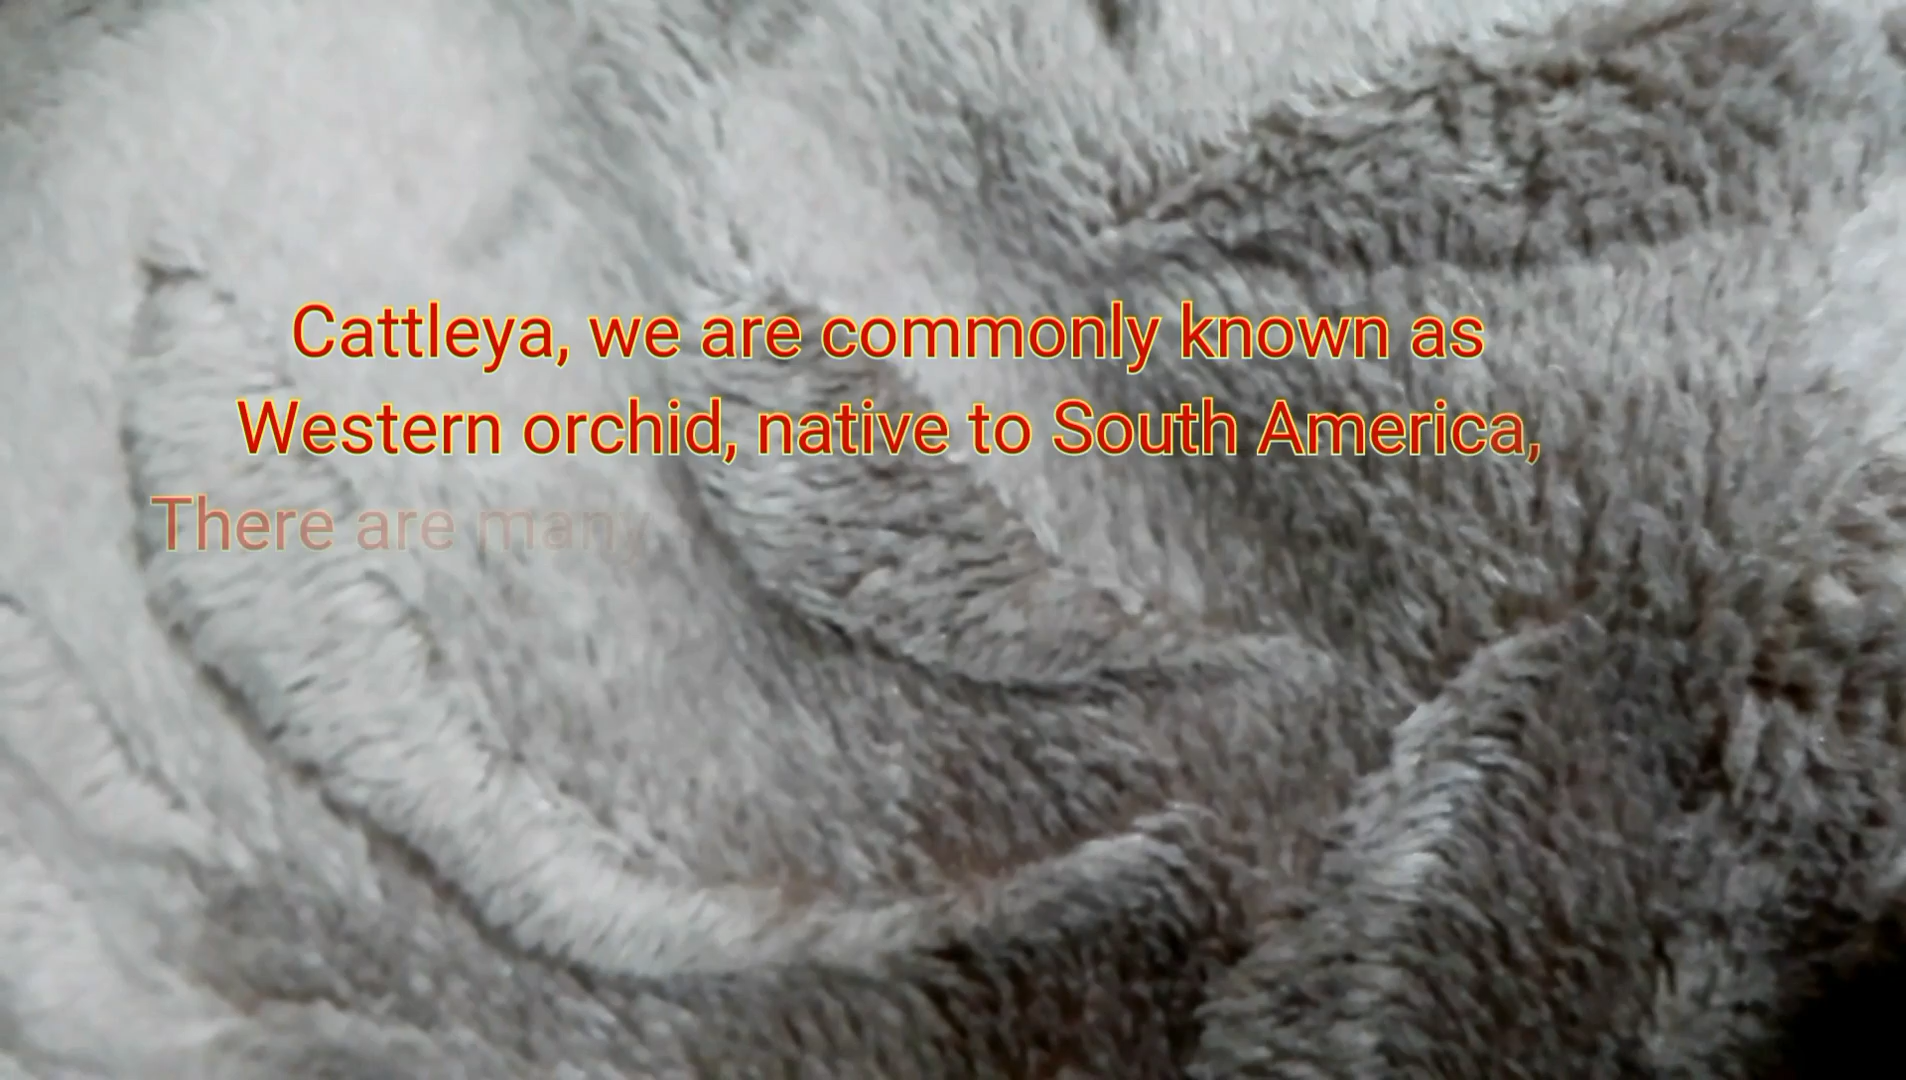 Cattleya, we are commonly known as
Western orchid, native to South America,
There are many